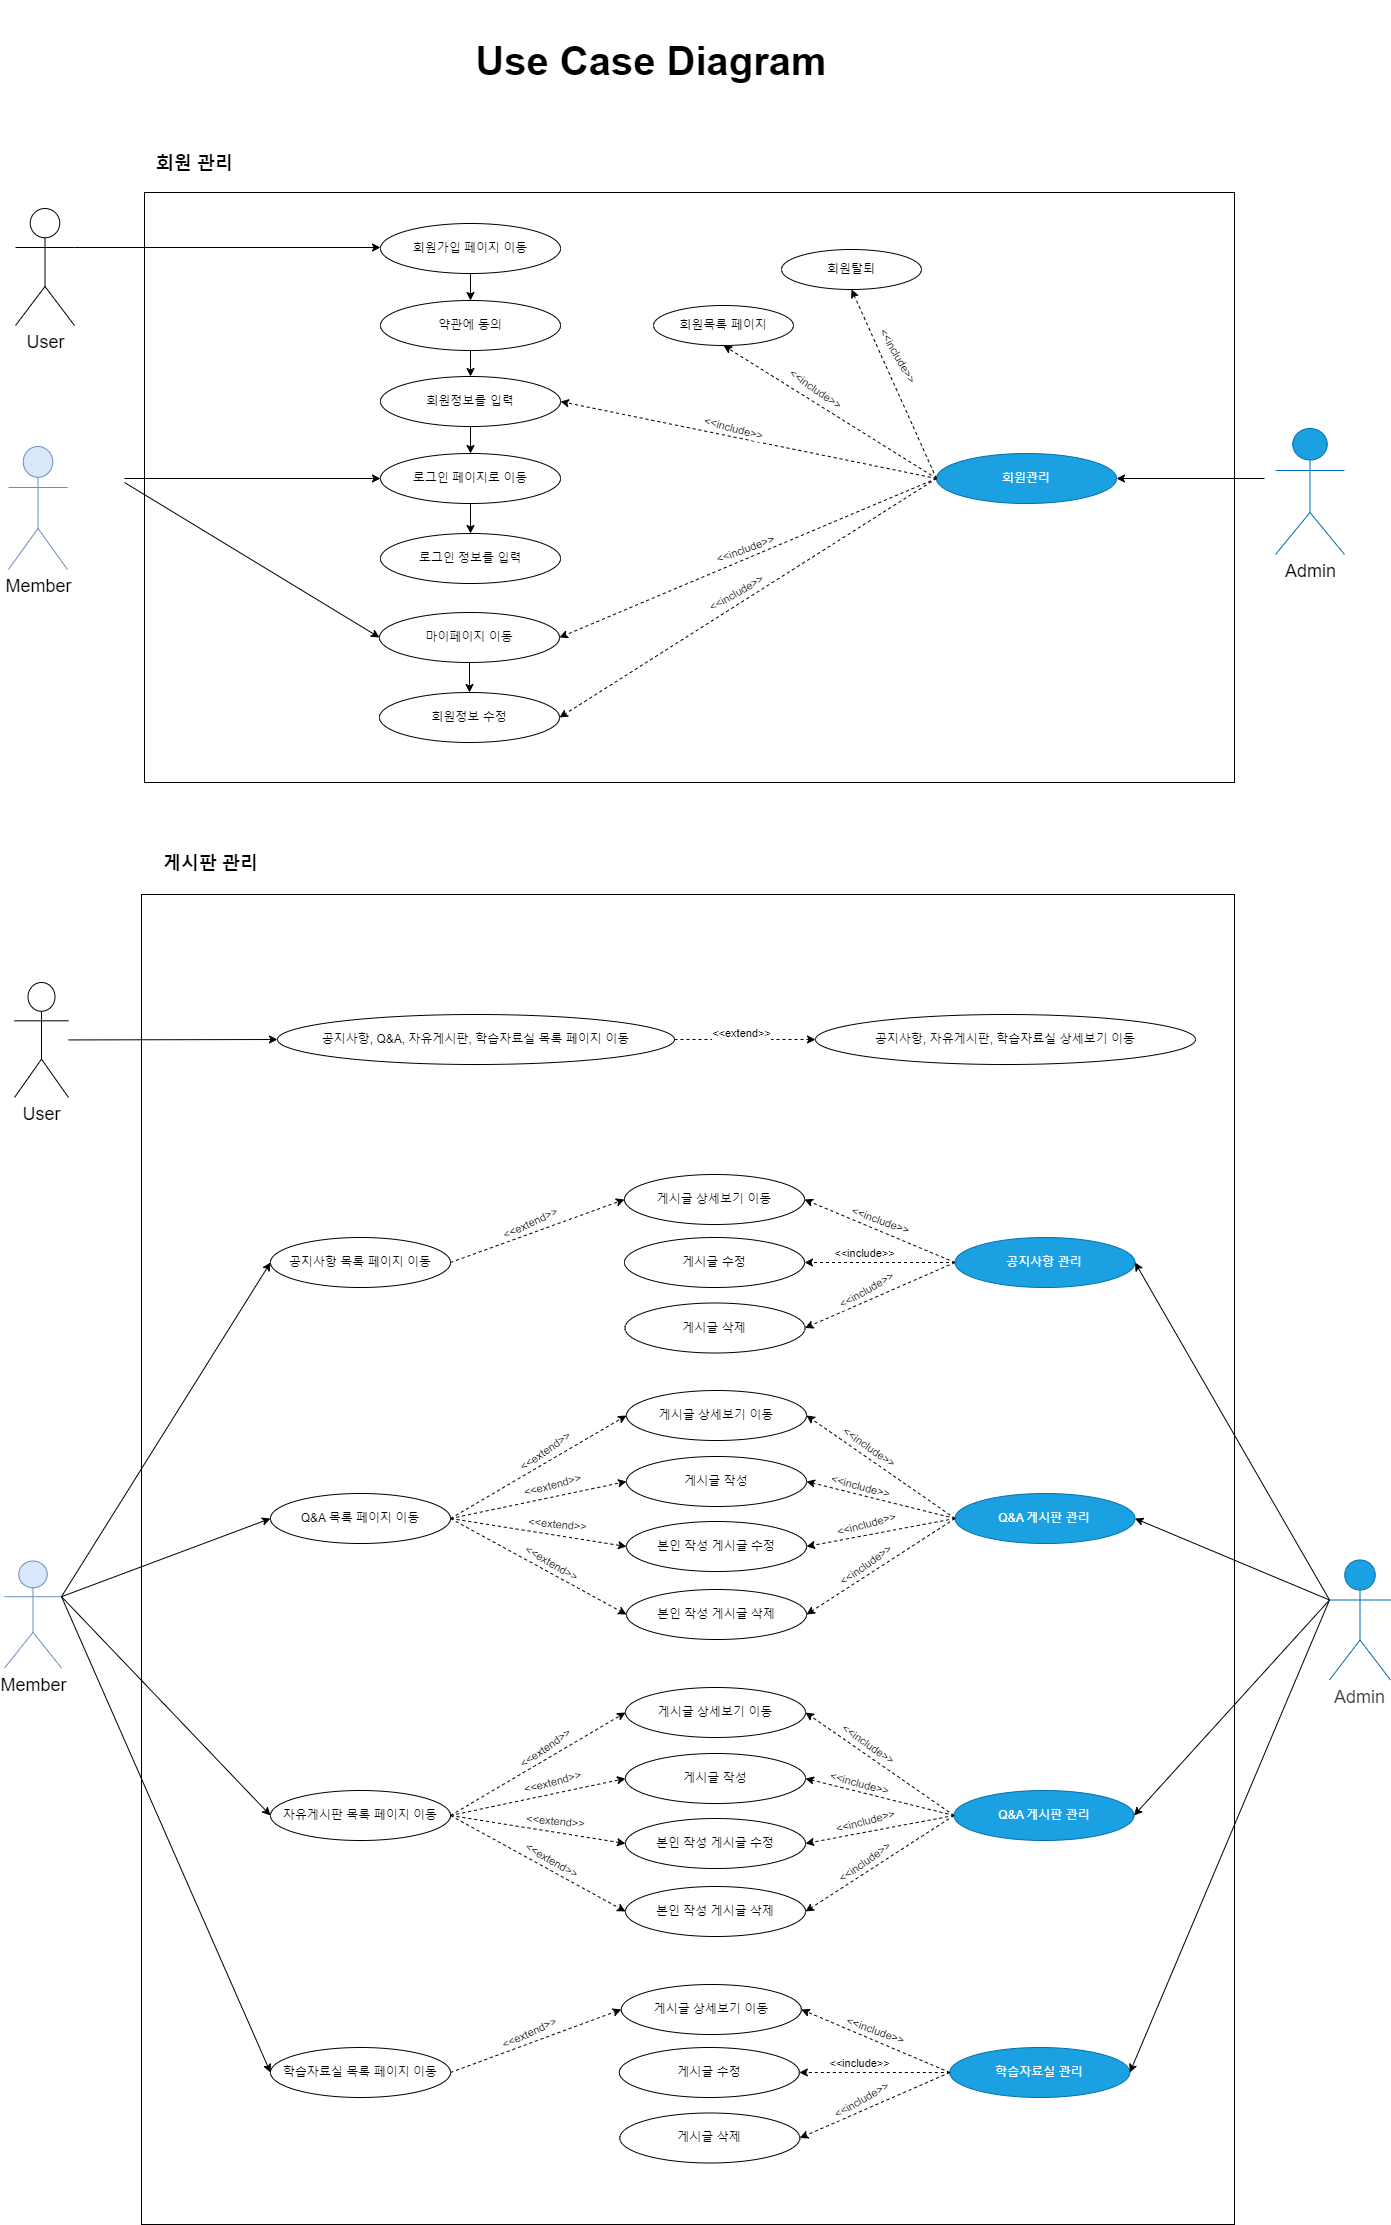 Use Case Diagram
회원 관리
회원가입 페이지 이동
회원탈퇴
약관에 동의
회원목록 페이지
User
<<include>>
<<include>>
회원정보를 입력
<<include>>
로그인 페이지로 이동
회원관리
로그인 정보를 입력
<<include>>
Member
Admin
<<include>>
마이페이지 이동
회원정보 수정
게시판 관리
공지사항, Q&A, 자유게시판, 학습자료실 목록 페이지 이동
<<extend>>
공지사항, 자유게시판, 학습자료실 상세보기 이동
User
게시글 상세보기 이동
<<extend>>
<<include>>
공지사항 목록 페이지 이동
게시글 수정
<<include>>
공지사항 관리
<<include>>
게시글 삭제
게시글 상세보기 이동
<<extend>>
<<include>>
게시글 작성
<<extend>>
<<include>>
Q&A 목록 페이지 이동
Q&A 게시판 관리
<<extend>>
<<include>>
본인 작성 게시글 수정
<<extend>>
<<include>>
본인 작성 게시글 삭제
Member
Admin
게시글 상세보기 이동
<<extend>>
<<include>>
게시글 작성
<<extend>>
<<include>>
자유게시판 목록 페이지 이동
Q&A 게시판 관리
<<extend>>
<<include>>
본인 작성 게시글 수정
<<extend>>
<<include>>
본인 작성 게시글 삭제
게시글 상세보기 이동
<<extend>>
<<include>>
학습자료실 목록 페이지 이동
게시글 수정
<<include>>
학습자료실 관리
<<include>>
게시글 삭제